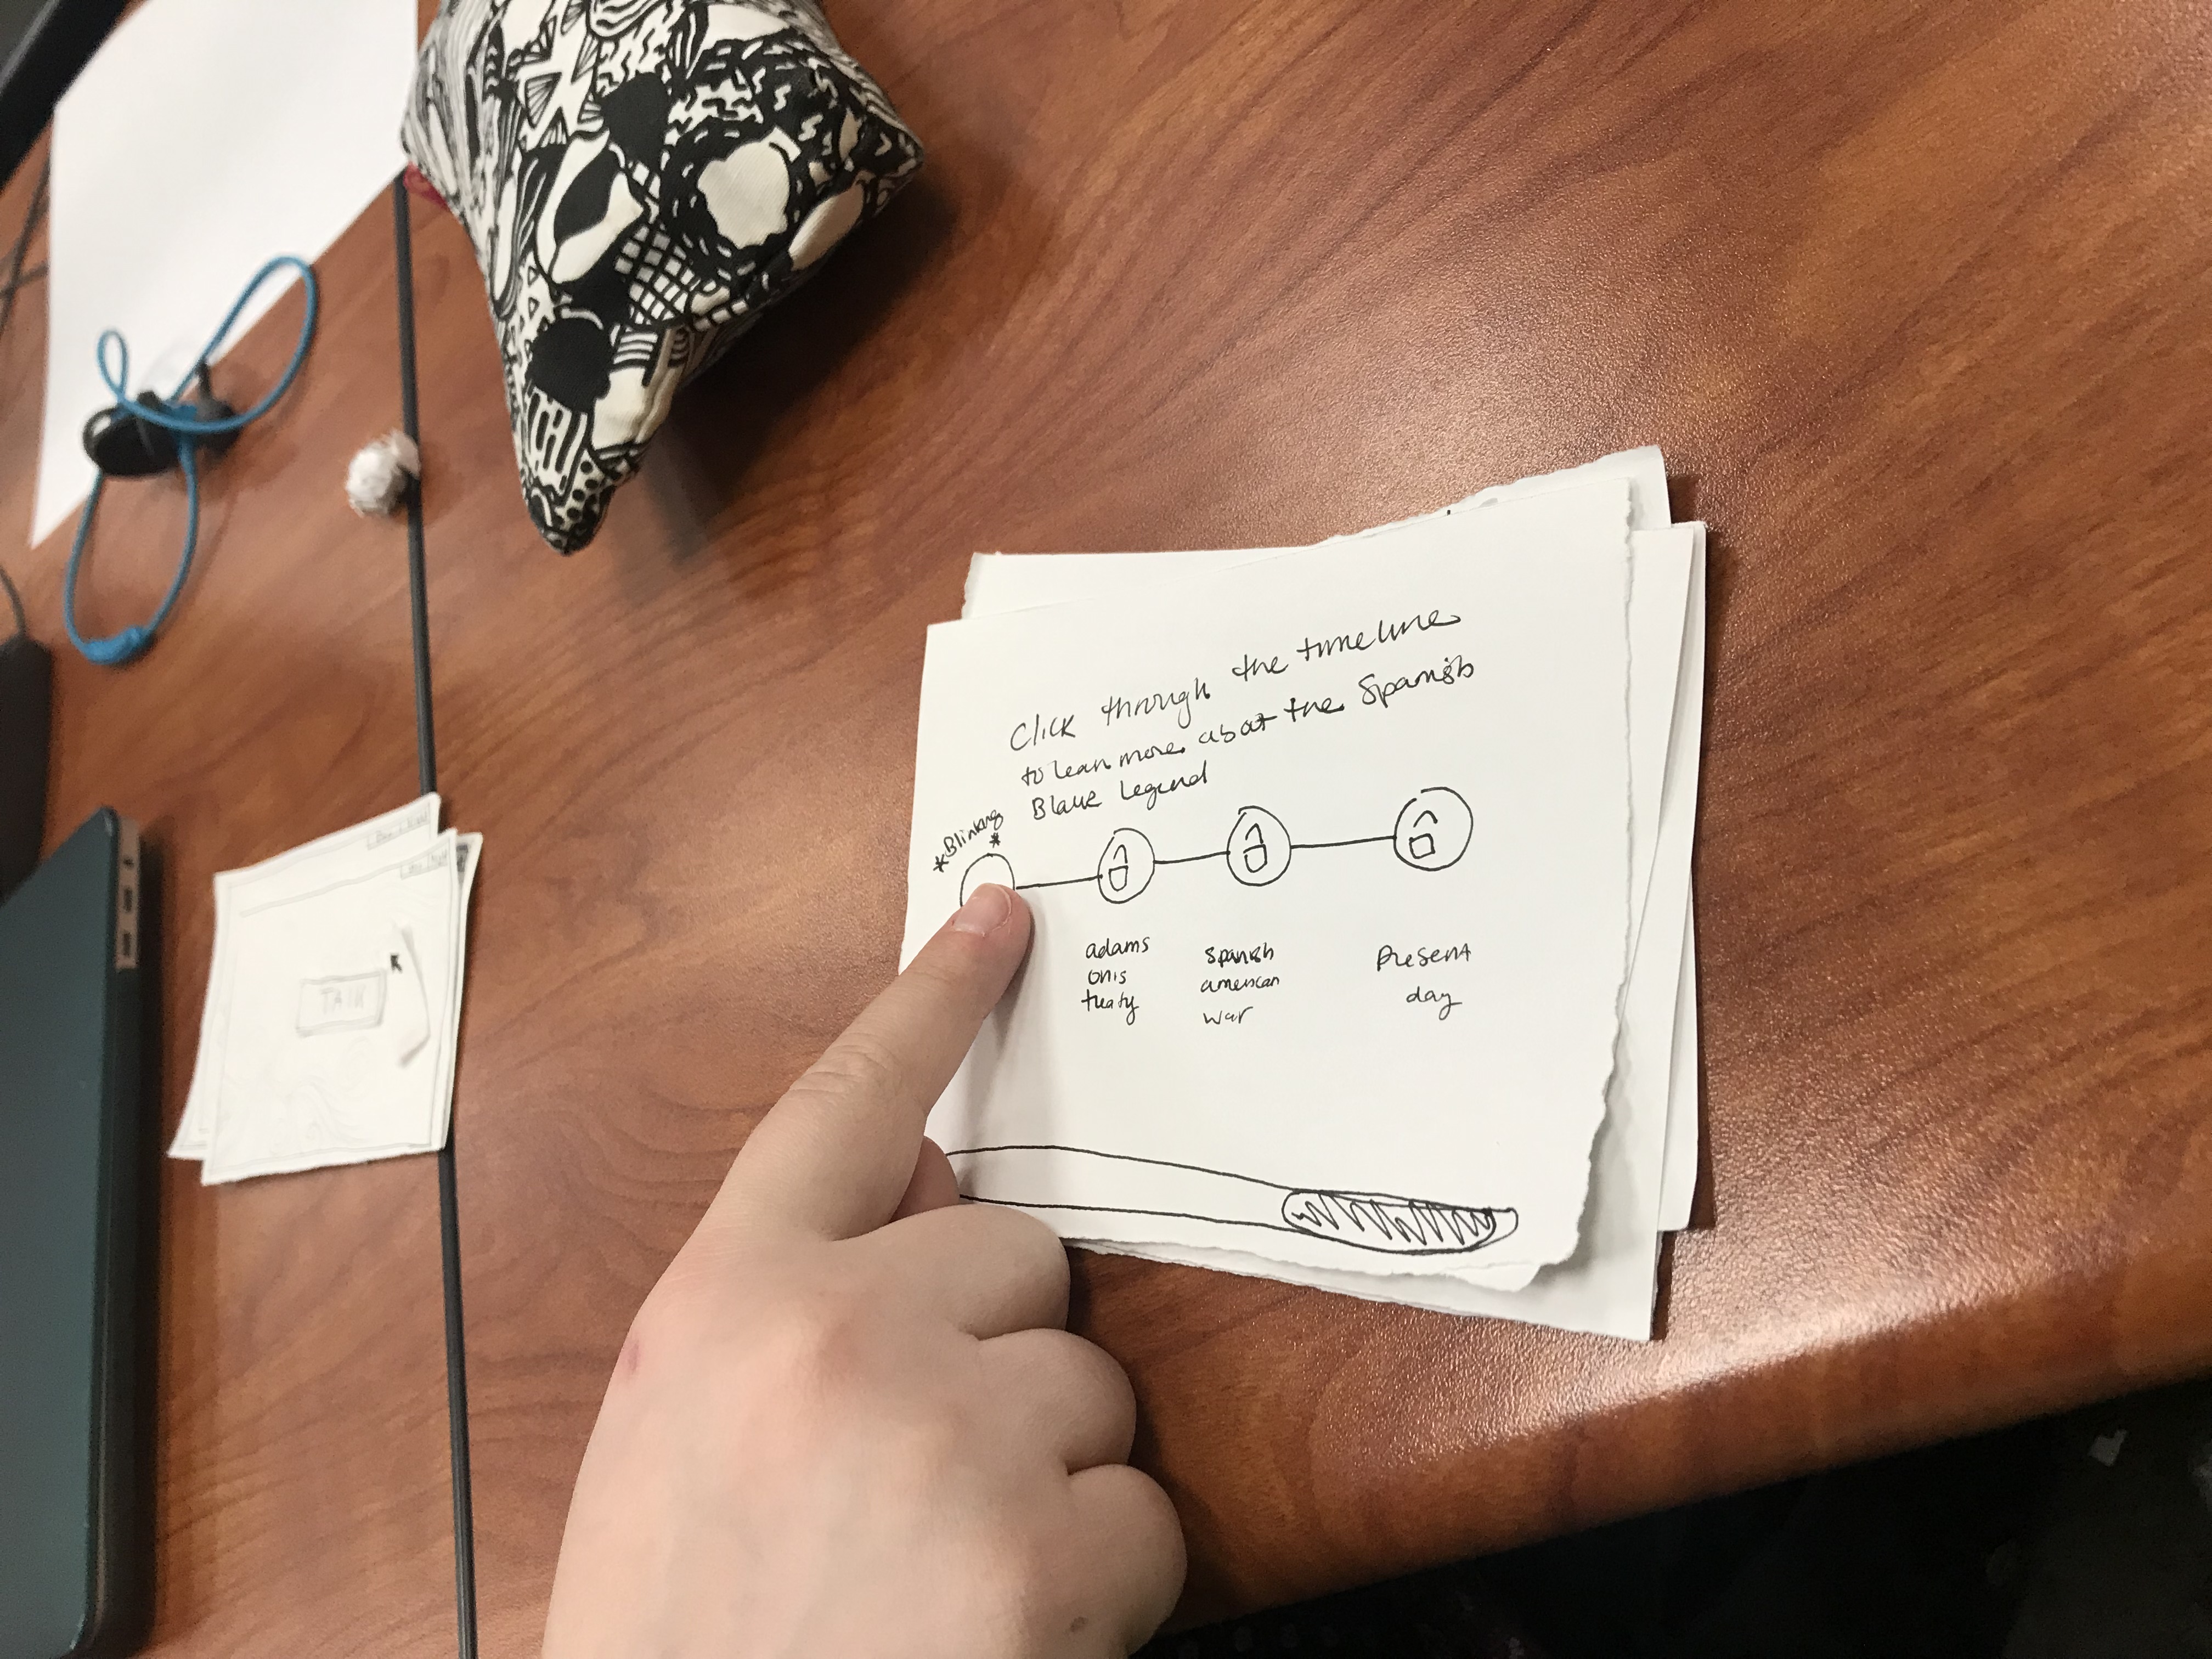 Click through the timeline
to learn more about the Spanish
Black legend
*Blinking*
adams
onis
treaty
spanish
american
war
Present
day